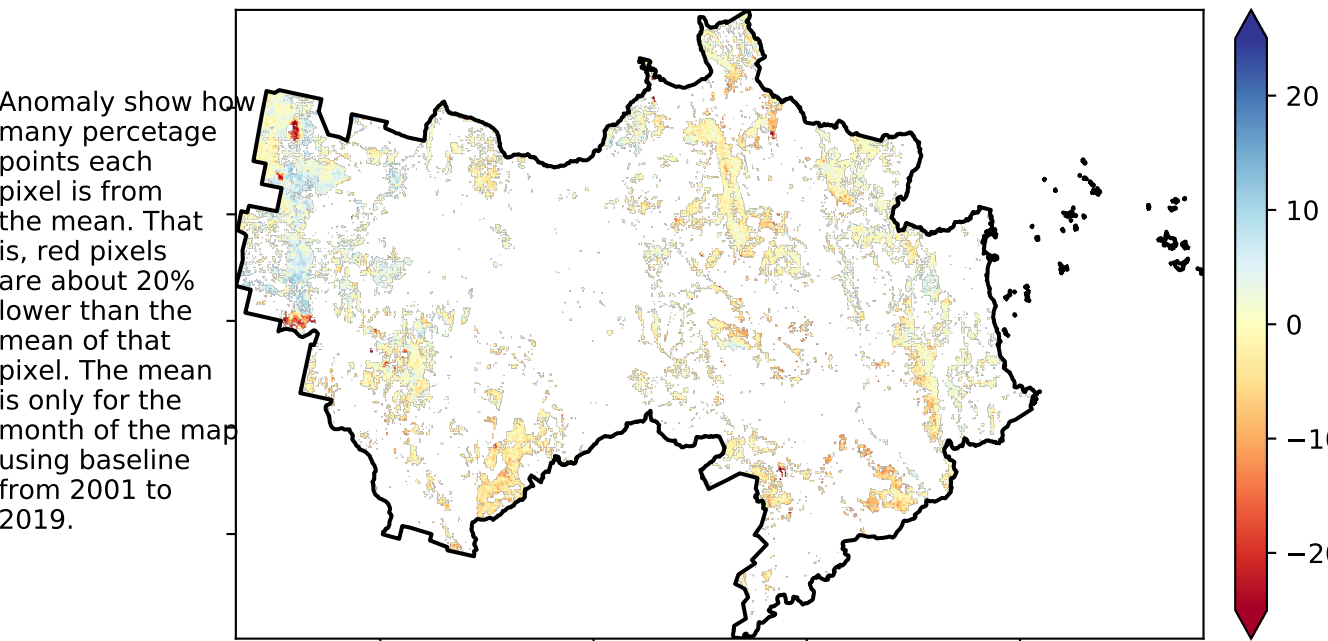 Anomaly show how
many percetage
points each
pixel is from
the mean. That
is, red pixels
are about 20%
lower than the
mean of that
pixel. The mean
is only for the
month of the map
using baseline
from 2001 to
2019.
20
10
0
−10
−20